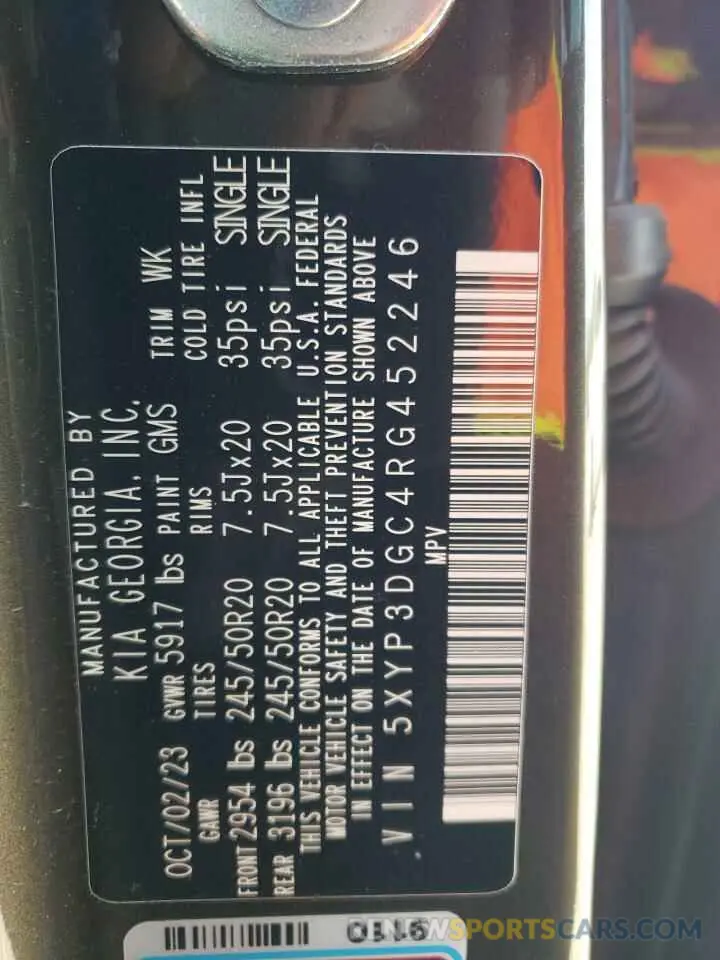 MANUFACTURED BY
KIA GEORGIA, INC.
OCT/02/23 GVWR 5917 lbs PAINT GMS TRIM WK
GAWR TIRES RIMS COLD TIRE INFL
FRONT 2954 lbs 245/50R20 7.5Jx20 35psi SINGLE
REAR 3196 lbs 245/50R20 7.5Jx20 35psi SINGLE
THIS VEHICLE CONFORMS TO ALL APPLICABLE U.S.A. FEDERAL
MOTOR VEHICLE SAFETY AND THEFT PREVENTION STANDARDS
IN EFFECT ON THE DATE OF MANUFACTURE SHOWN ABOVE
VIN 5XYP3DGC4RG452246
MPV
RENEWSPORTSCARS.COM